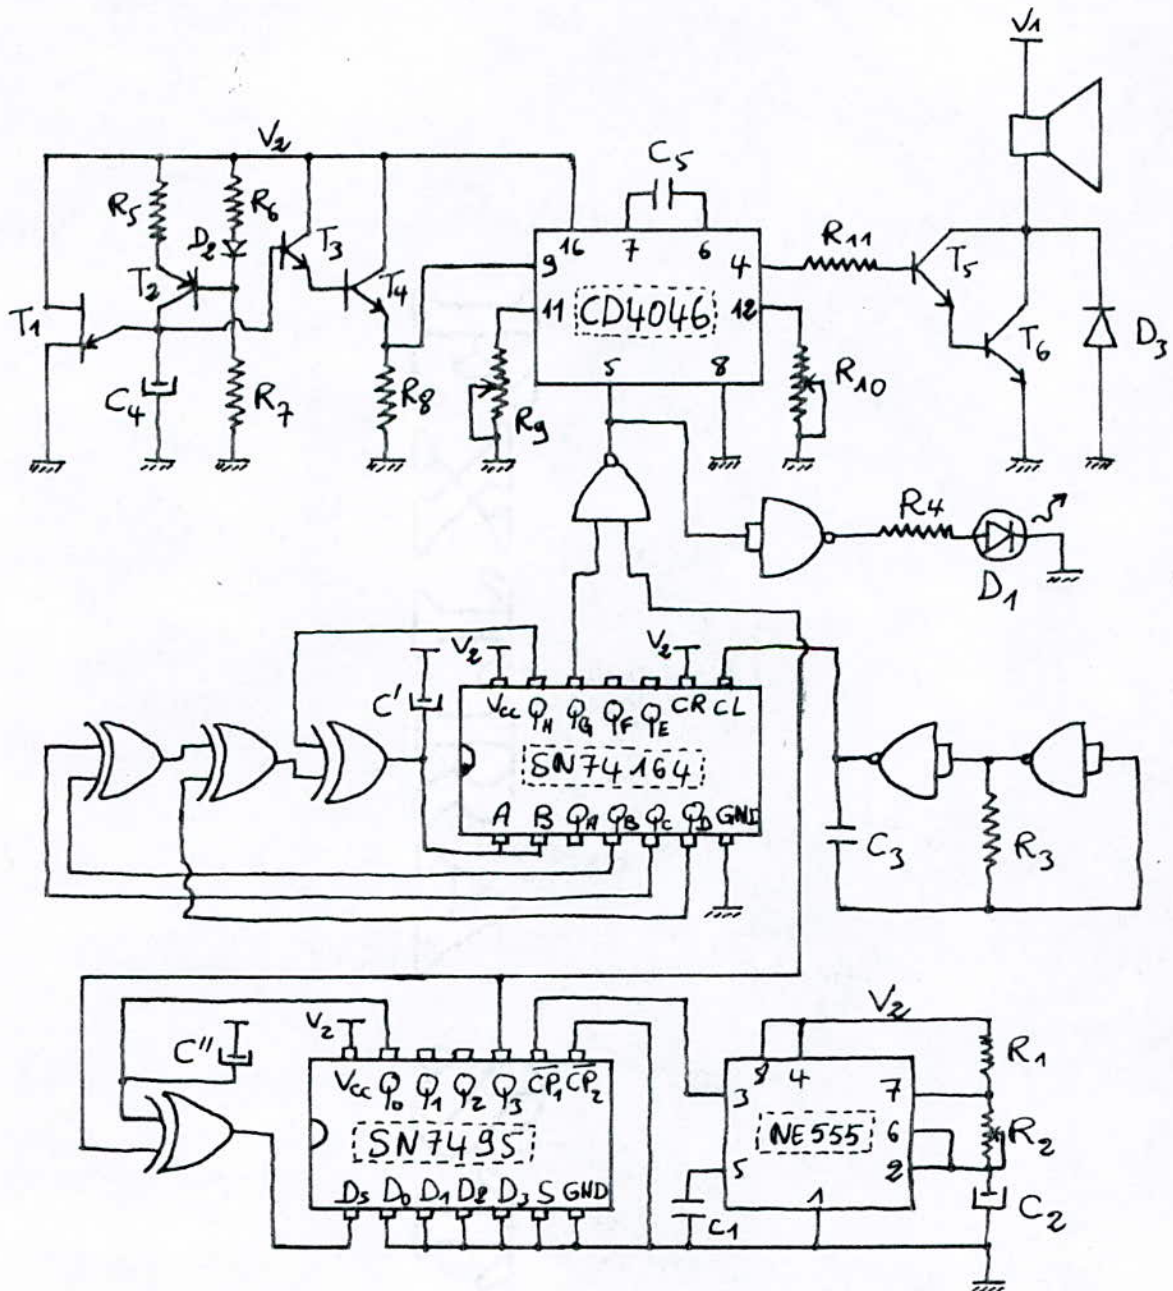 V1
V2
C5
R5
R6
D2
T2
T3
T4
T1
C4
R7
R8
16
7
6
9
4
11
CD4046
12
5
8
R9
R10
R11
T5
T6
D3
R4
D1
V2
C'
V2
Vcc QH QG QF QE CR CL
SN74164
A B QA QB QC QD GND
C3
R3
C"
V2
Vcc Q0 Q1 Q2 Q3 CP1 CP2
SN7495
Ds D0 D1 D2 D3 S GND
V2
8
4
7
3
NE555
6
5
2
1
R1
R2
C1
C2